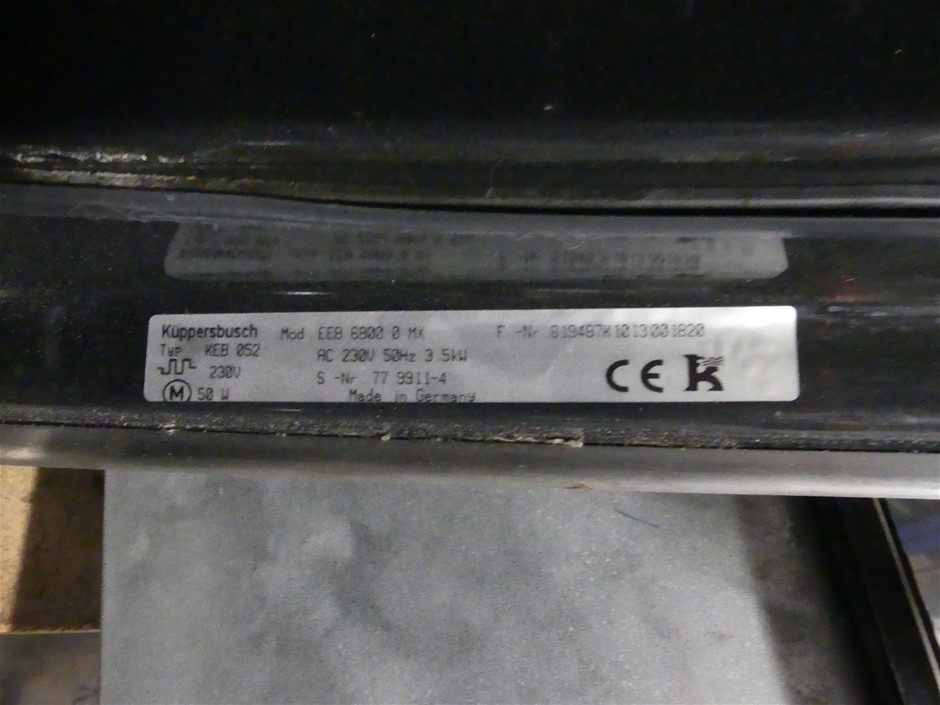 Küppersbusch Mod EEB 6800 0 MX F -Nr 619487K1013001820
Typ KEB 052 AC 230V 50Hz 3.5kW
230V S -Nr 77 9911-4
M 50 W Made in Germany
CE K